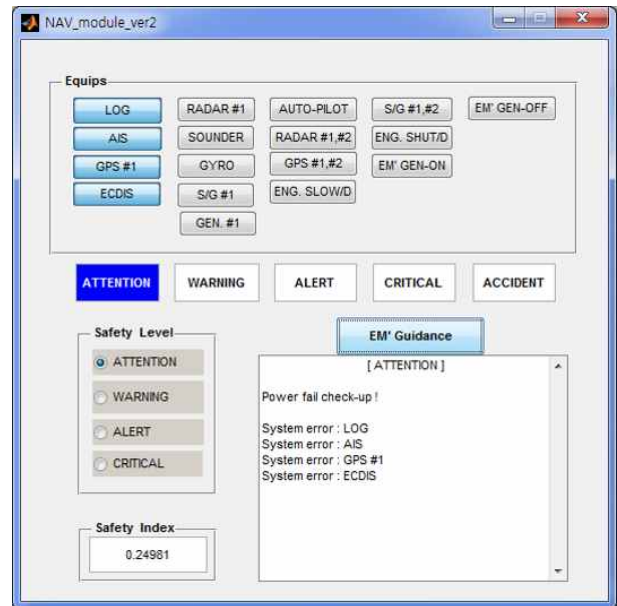 NAV_module_ver2
Equips
LOG RADAR #1 AUTO-PILOT S/G #1,#2 EM' GEN-OFF
AIS SOUNDER RADAR #1,#2 ENG. SHUT/D
GPS #1 GYRO GPS #1,#2 EM' GEN-ON
ECDIS S/G #1 ENG. SLOW/D
GEN. #1
ATTENTION WARNING ALERT CRITICAL ACCIDENT
Safety Level
ATTENTION
WARNING
ALERT
CRITICAL
Safety Index
0.24981
EM' Guidance
[ ATTENTION ]
Power fail check-up !
System error : LOG
System error : AIS
System error : GPS #1
System error : ECDIS